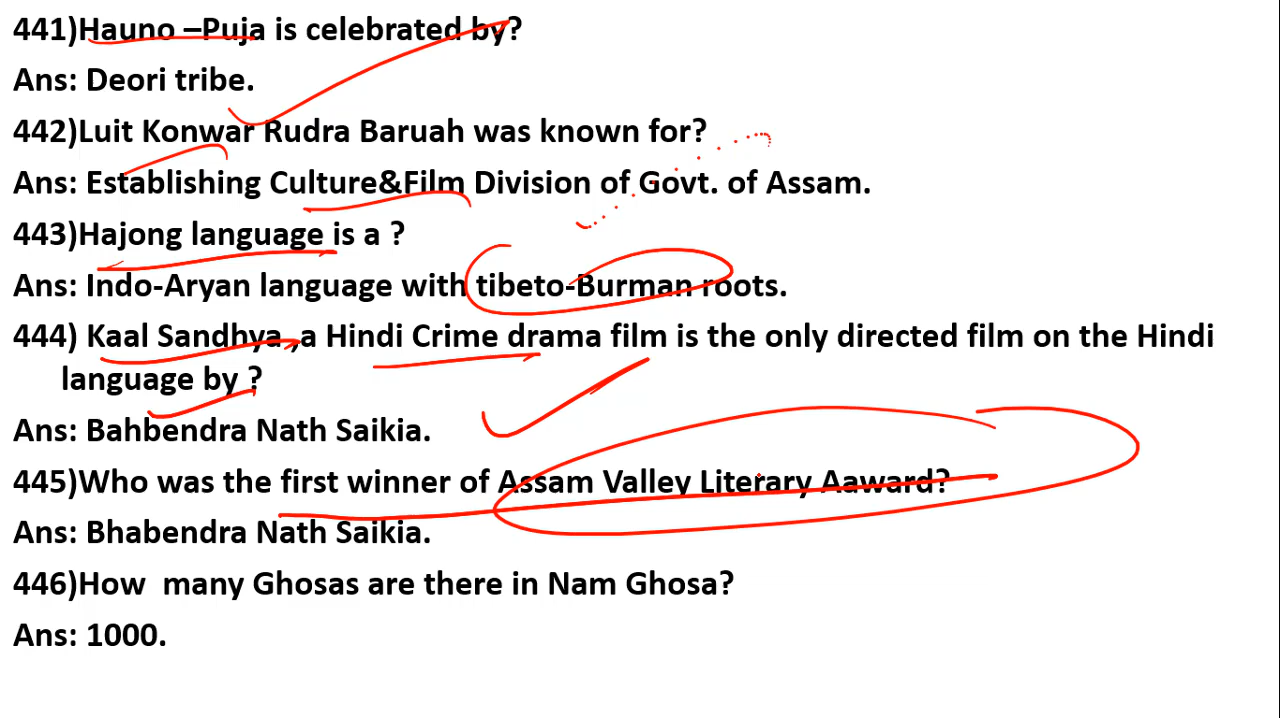 441)Hauno –Puja is celebrated by?
Ans: Deori tribe.
442)Luit Konwar Rudra Baruah was known for?
Ans: Establishing Culture&Film Division of Govt. of Assam.
443)Hajong language is a ?
Ans: Indo-Aryan language with tibeto-Burman roots.
444) Kaal Sandhya ,a Hindi Crime drama film is the only directed film on the Hindi
language by ?
Ans: Bahbendra Nath Saikia.
445)Who was the first winner of Assam Valley Literary Aaward?
Ans: Bhabendra Nath Saikia.
446)How  many Ghosas are there in Nam Ghosa?
Ans: 1000.